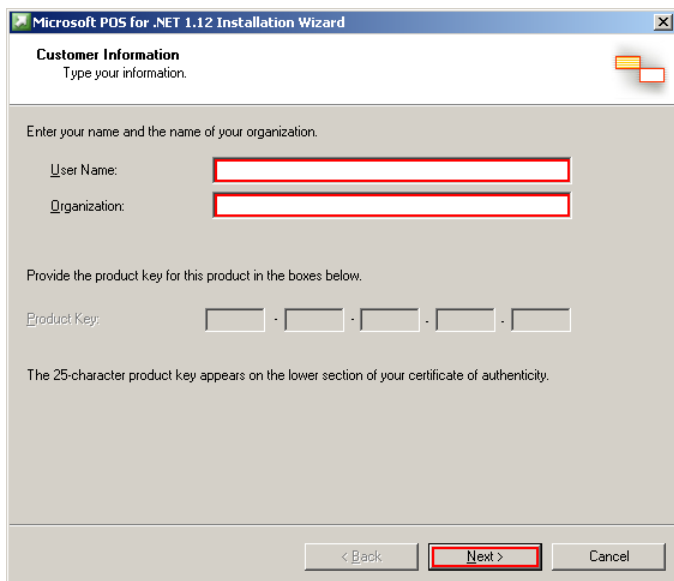 Microsoft POS for .NET 1.12 Installation Wizard
Customer Information
Type your information.
Enter your name and the name of your organization.
User Name:
Organization:
Provide the product key for this product in the boxes below.
Product Key: - - - -
The 25-character product key appears on the lower section of your certificate of authenticity.
< Back Next > Cancel